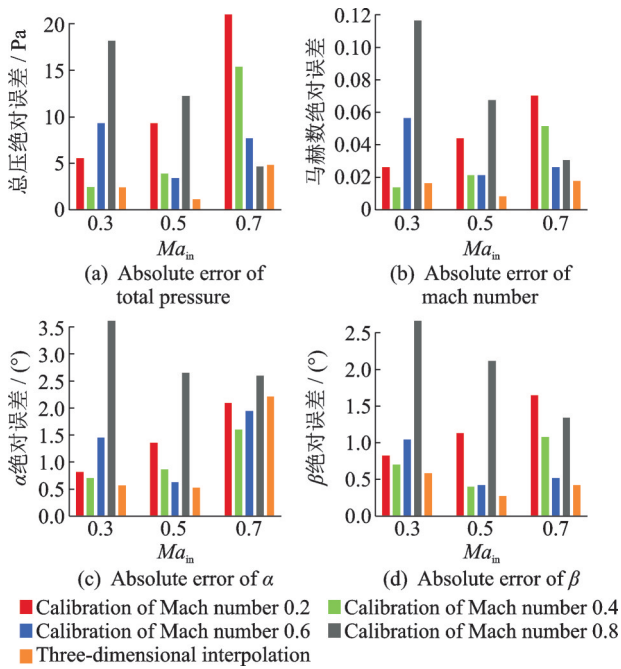 总压绝对误差 / Pa
20
15
10
5
0
0.3 0.5 0.7
Ma_in
(a) Absolute error of
total pressure
马赫数绝对误差
0.12
0.10
0.08
0.06
0.04
0.02
0
0.3 0.5 0.7
Ma_in
(b) Absolute error of
mach number
α绝对误差 / (°)
3.5
3.0
2.5
2.0
1.5
1.0
0.5
0.0
0.3 0.5 0.7
Ma_in
(c) Absolute error of α
β绝对误差 / (°)
2.5
2.0
1.5
1.0
0.5
0.0
0.3 0.5 0.7
Ma_in
(d) Absolute error of β
Calibration of Mach number 0.2
Calibration of Mach number 0.4
Calibration of Mach number 0.6
Calibration of Mach number 0.8
Three-dimensional interpolation